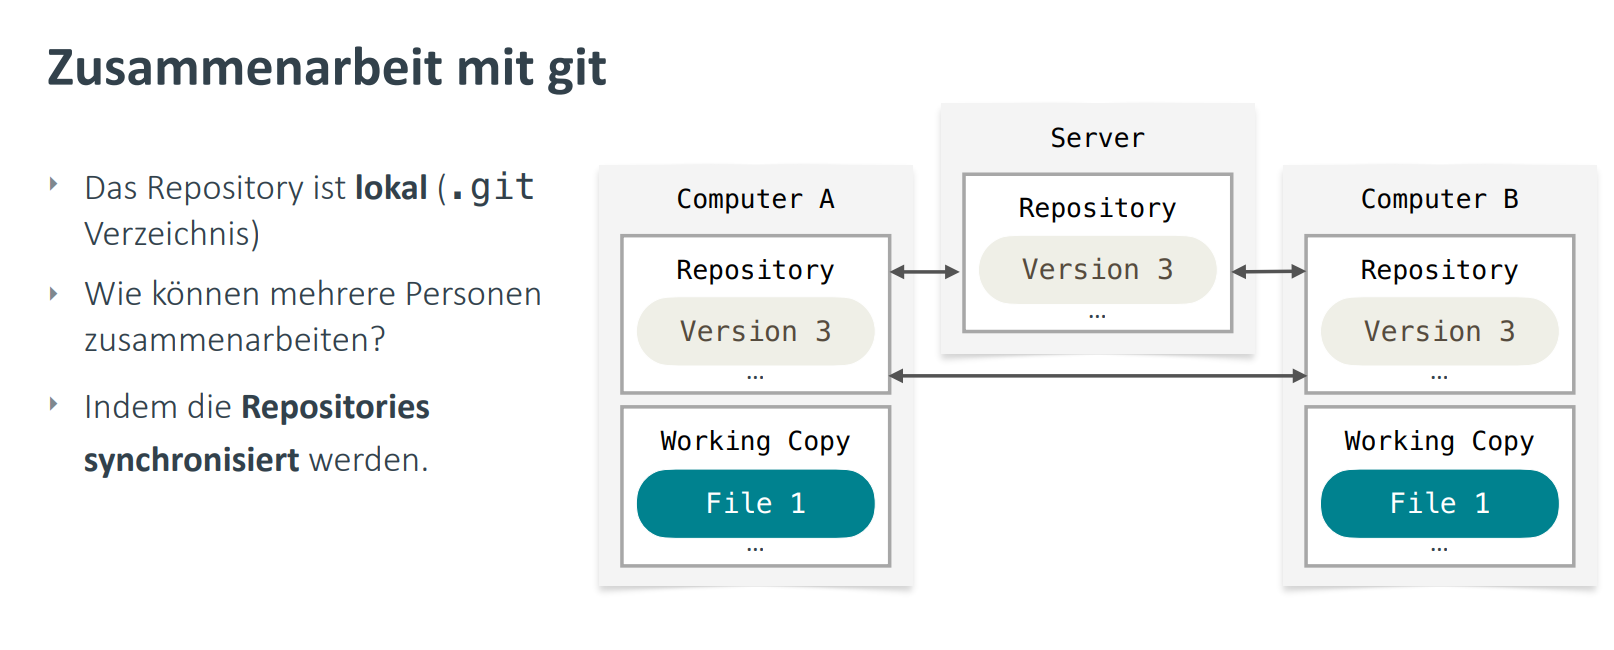 Zusammenarbeit mit git
Das Repository ist lokal (.git
Verzeichnis)
Wie können mehrere Personen
zusammenarbeiten?
Indem die Repositories
synchronisiert werden.
Computer A
Repository
Version 3
...
Working Copy
File 1
...
Server
Repository
Version 3
...
Computer B
Repository
Version 3
...
Working Copy
File 1
...